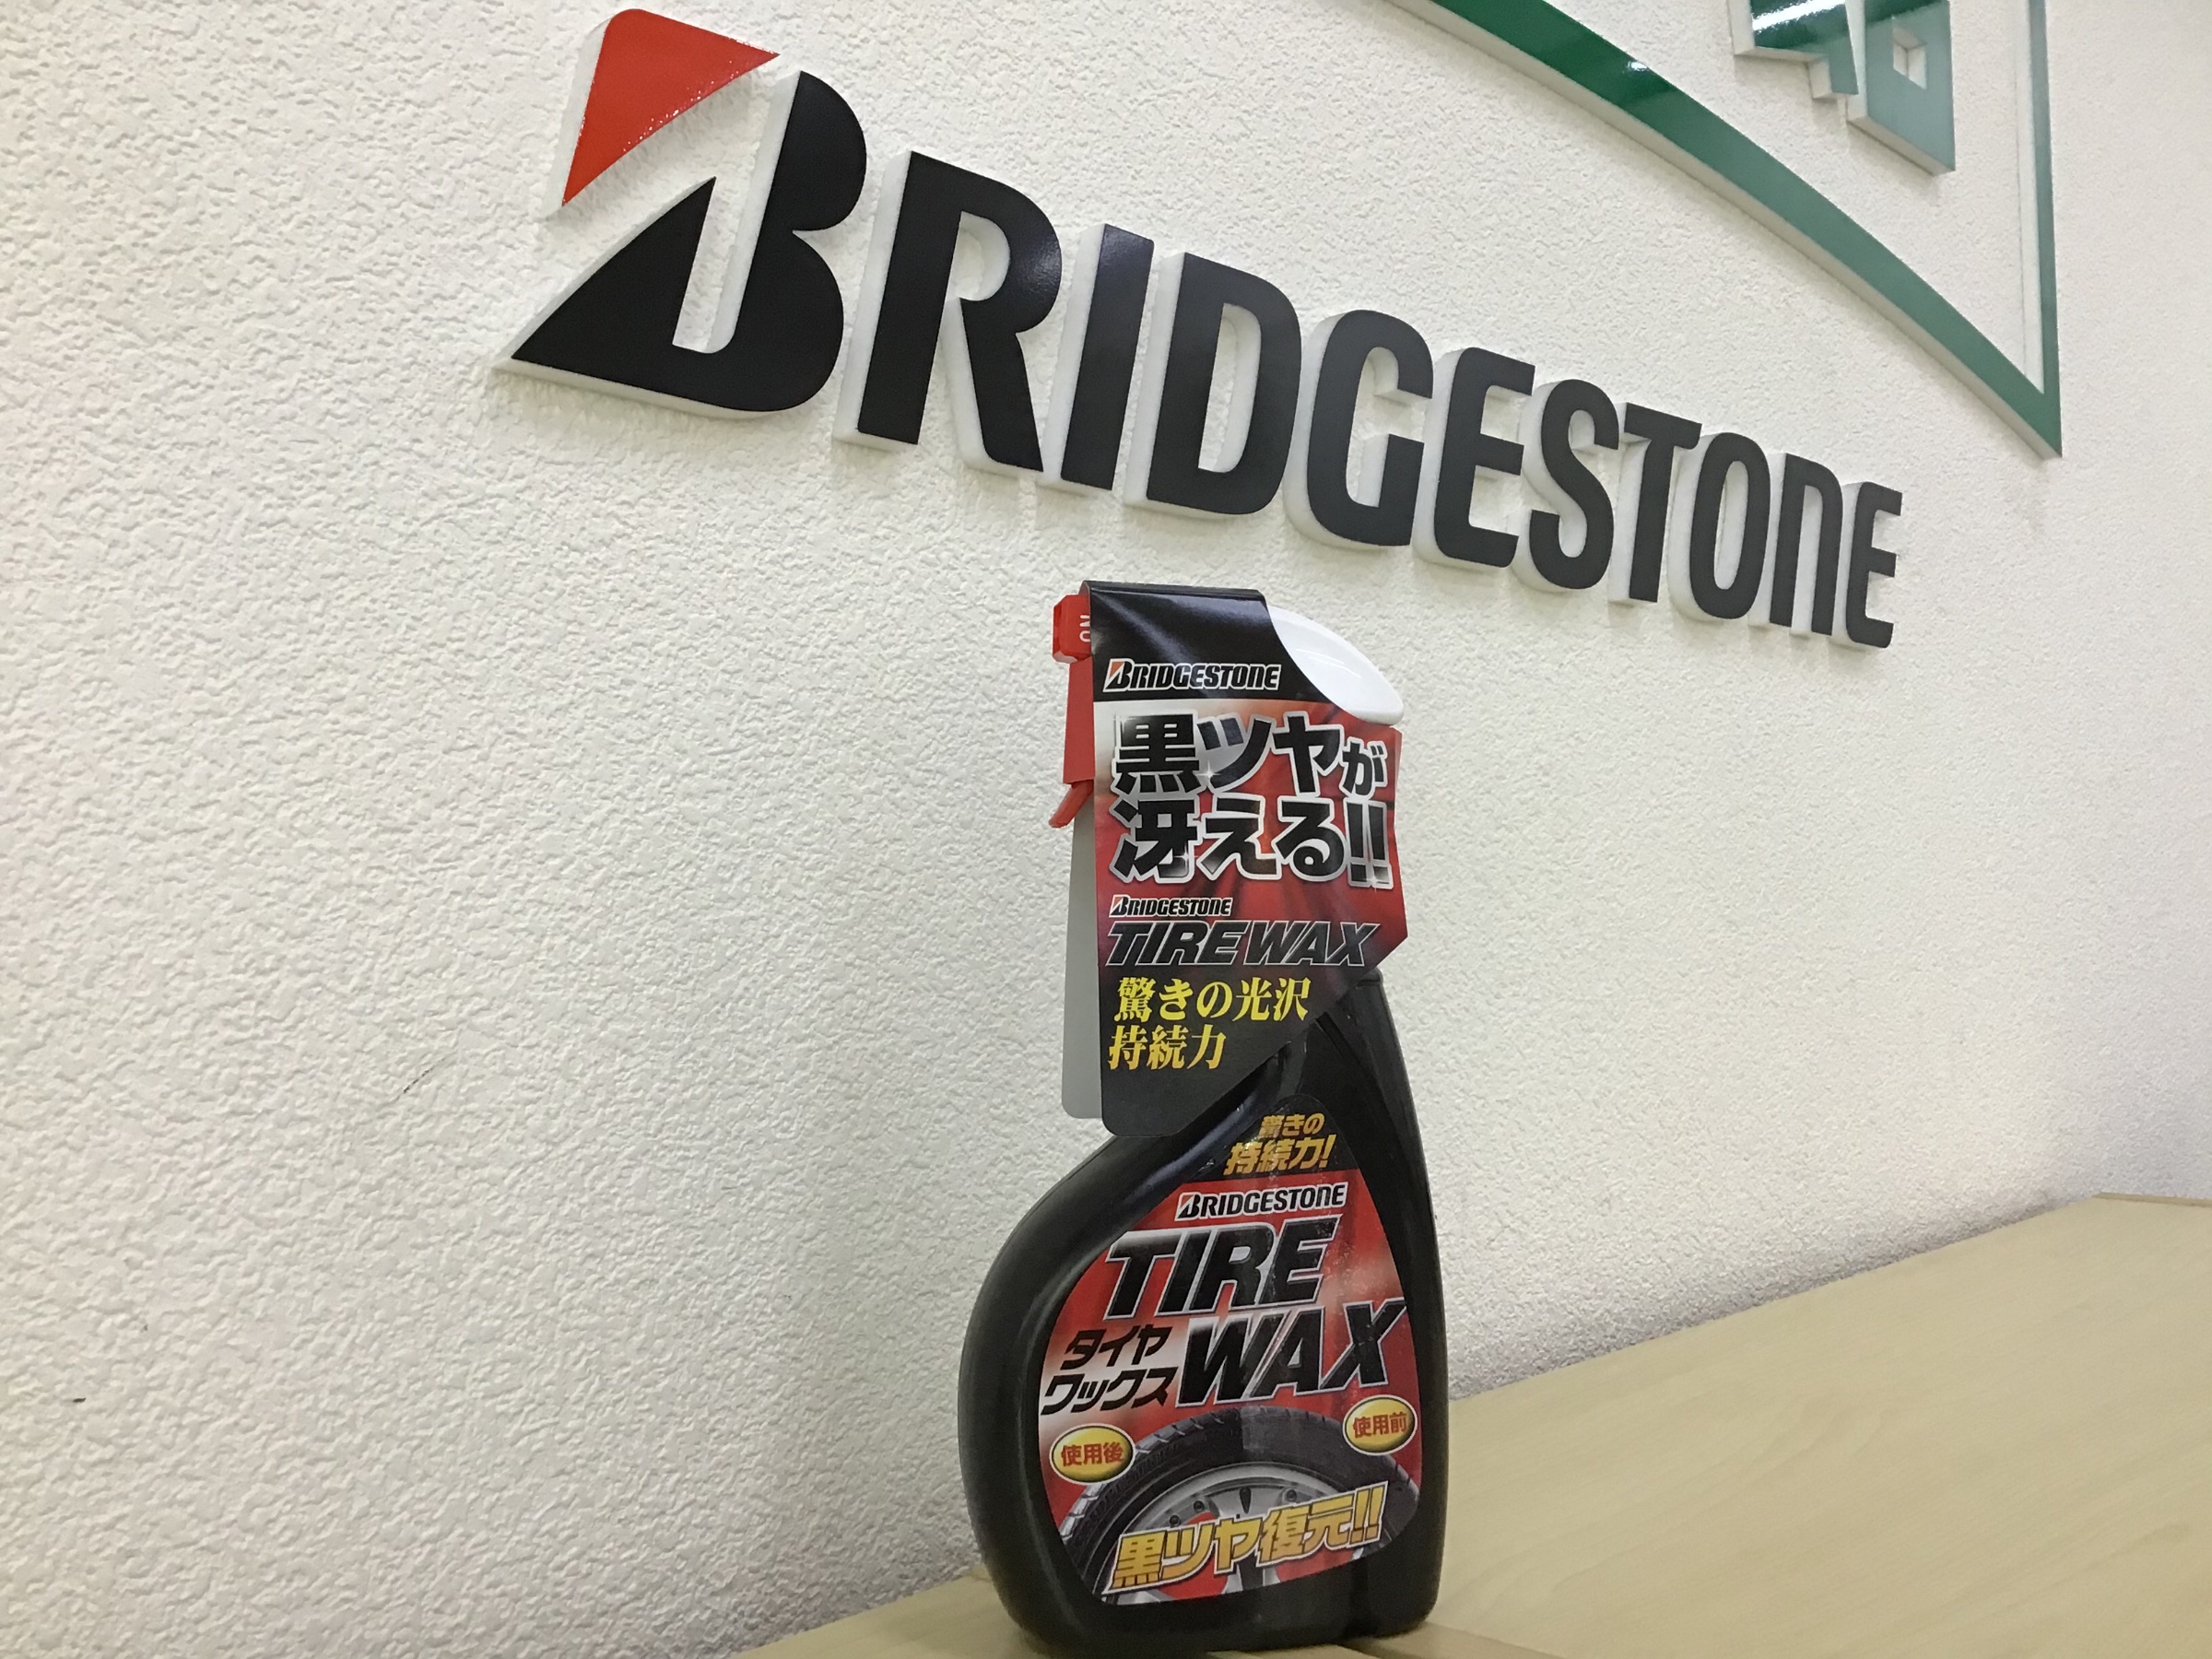 BRIDGESTONE
BRIDGESTONE
黒ツヤが
冴える!!
BRIDGESTONE
TIRE WAX
驚きの光沢
持続力
驚きの
持続力!
BRIDGESTONE
TIRE
タイヤ
ワックス
WAX
使用後
使用前
黒ツヤ復元!!